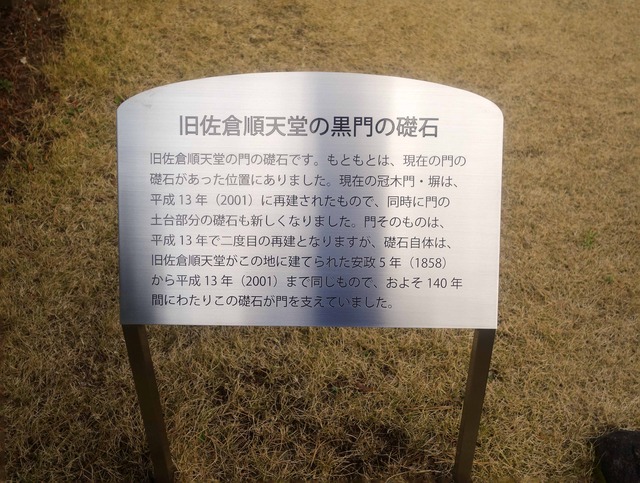 旧佐倉順天堂の黒門の礎石
旧佐倉順天堂の門の礎石です。もともとは、現在の門の
礎石があった位置にありました。現在の冠木門・塀は、
平成 13 年（2001）に再建されたもので、同時に門の
土台部分の礎石も新しくなりました。門そのものは、
平成 13 年で二度目の再建となりますが、礎石自体は、
旧佐倉順天堂がこの地に建てられた安政 5 年（1858）
から平成 13 年（2001）まで同じもので、およそ 140 年
間にわたりこの礎石が門を支えていました。